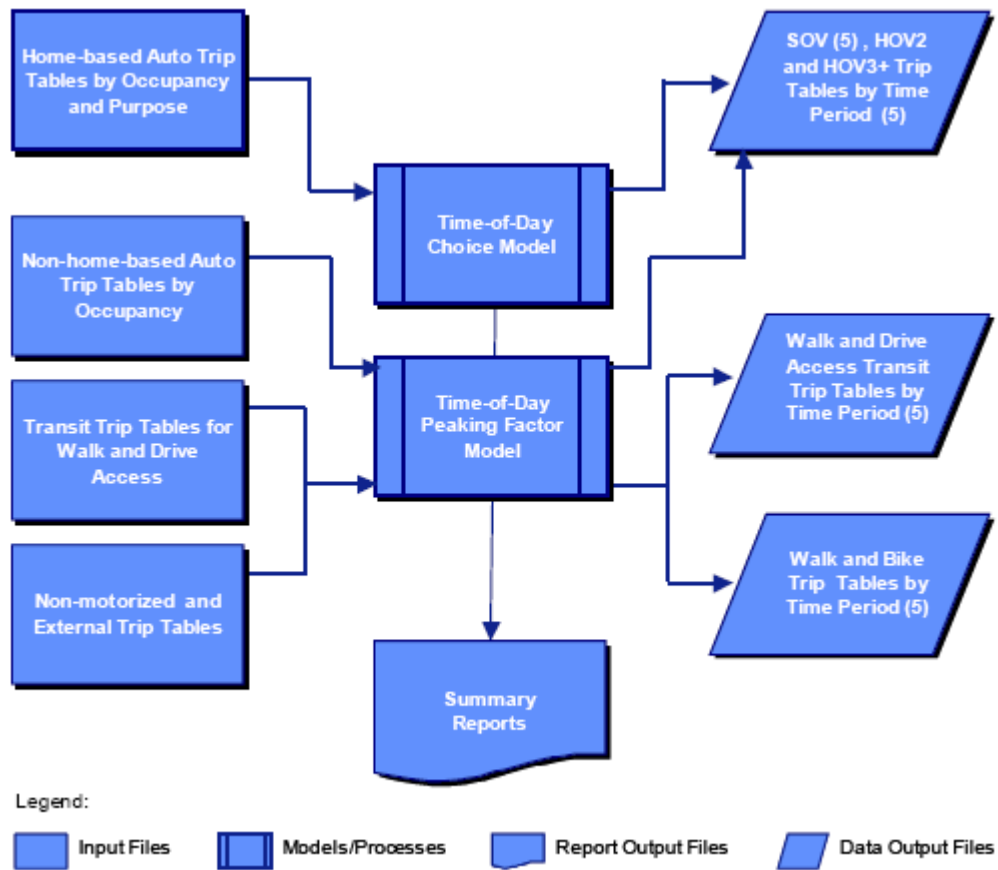 Home-based Auto Trip
Tables by Occupancy
and Purpose
SOV (5) , HOV2
and HOV3+ Trip
Tables by Time
Period (5)
Time-of-Day
Choice Model
Non-home-based Auto
Trip Tables by
Occupancy
Time-of-Day
Peaking Factor
Model
Walk and Drive
Access Transit
Trip Tables by
Time Period (5)
Transit Trip Tables for
Walk and Drive
Access
Walk and Bike
Trip Tables by
Time Period (5)
Non-motorized and
External Trip Tables
Summary
Reports
Legend:
Input Files
Models/Processes
Report Output Files
Data Output Files